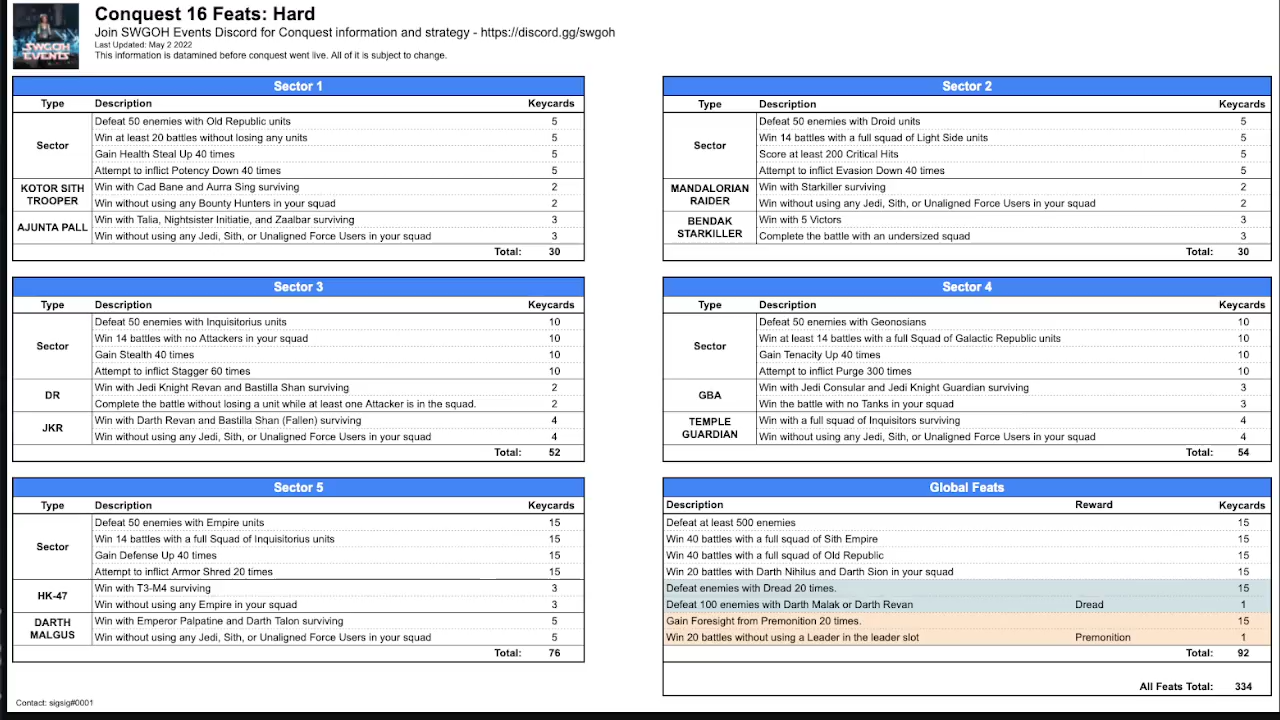 SWGOH
EVENTS
Conquest 16 Feats: Hard
Join SWGOH Events Discord for Conquest information and strategy - https://discord.gg/swgoh
Last Updated: May 2 2022
This information is datamined before conquest went live. All of it is subject to change.
Sector 1
Type Description Keycards
Sector
Defeat 50 enemies with Old Republic units 5
Win at least 20 battles without losing any units 5
Gain Health Steal Up 40 times 5
Attempt to inflict Potency Down 40 times 5
KOTOR SITH
TROOPER
Win with Cad Bane and Aurra Sing surviving 2
Win without using any Bounty Hunters in your squad 2
AJUNTA PALL
Win with Talia, Nightsister Initiatie, and Zaalbar surviving 3
Win without using any Jedi, Sith, or Unaligned Force Users in your squad 3
Total: 30
Sector 2
Type Description Keycards
Sector
Defeat 50 enemies with Droid units 5
Win 14 battles with a full squad of Light Side units 5
Score at least 200 Critical Hits 5
Attempt to inflict Evasion Down 40 times 5
MANDALORIAN
RAIDER
Win with Starkiller surviving 2
Win without using any Jedi, Sith, or Unaligned Force Users in your squad 2
BENDAK
STARKILLER
Win with 5 Victors 3
Complete the battle with an undersized squad 3
Total: 30
Sector 3
Type Description Keycards
Sector
Defeat 50 enemies with Inquisitorius units 10
Win 14 battles with no Attackers in your squad 10
Gain Stealth 40 times 10
Attempt to inflict Stagger 60 times 10
DR
Win with Jedi Knight Revan and Bastilla Shan surviving 2
Complete the battle without losing a unit while at least one Attacker is in the squad. 2
JKR
Win with Darth Revan and Bastilla Shan (Fallen) surviving 4
Win without using any Jedi, Sith, or Unaligned Force Users in your squad 4
Total: 52
Sector 4
Type Description Keycards
Sector
Defeat 50 enemies with Geonosians 10
Win at least 14 battles with a full Squad of Galactic Republic units 10
Gain Tenacity Up 40 times 10
Attempt to inflict Purge 300 times 10
GBA
Win with Jedi Consular and Jedi Knight Guardian surviving 3
Win the battle with no Tanks in your squad 3
TEMPLE
GUARDIAN
Win with a full squad of Inquisitors surviving 4
Win without using any Jedi, Sith, or Unaligned Force Users in your squad 4
Total: 54
Sector 5
Type Description Keycards
Sector
Defeat 50 enemies with Empire units 15
Win 14 battles with a full Squad of Inquisitorius units 15
Gain Defense Up 40 times 15
Attempt to inflict Armor Shred 20 times 15
HK-47
Win with T3-M4 surviving 3
Win without using any Empire in your squad 3
DARTH
MALGUS
Win with Emperor Palpatine and Darth Talon surviving 5
Win without using any Jedi, Sith, or Unaligned Force Users in your squad 5
Total: 76
Global Feats
Description Reward Keycards
Defeat at least 500 enemies 15
Win 40 battles with a full squad of Sith Empire 15
Win 40 battles with a full squad of Old Republic 15
Win 20 battles with Darth Nihilus and Darth Sion in your squad 15
Defeat enemies with Dread 20 times. 15
Defeat 100 enemies with Darth Malak or Darth Revan Dread 1
Gain Foresight from Premonition 20 times. 15
Win 20 battles without using a Leader in the leader slot Premonition 1
Total: 92
All Feats Total: 334
Contact: sigsig#0001